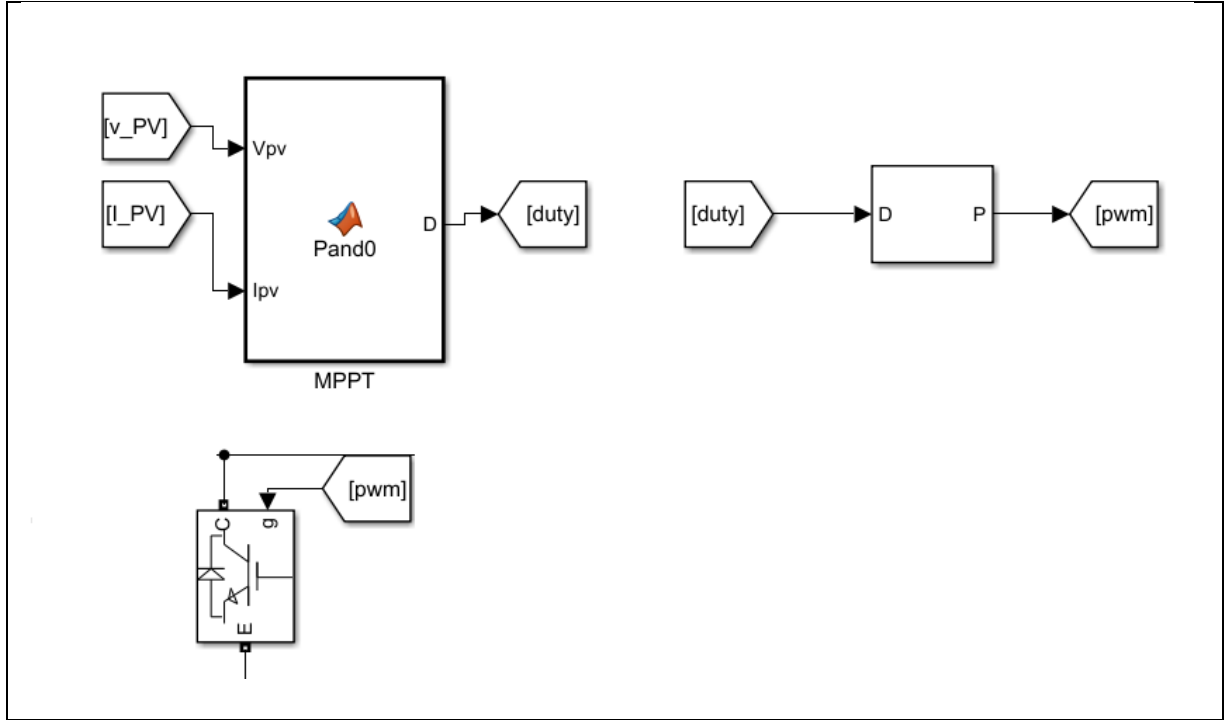 [v_PV]
[I_PV]
Vpv
Ipv
Pand0
D
MPPT
[duty]
[duty]
D
P
[pwm]
[pwm]
C
g
E